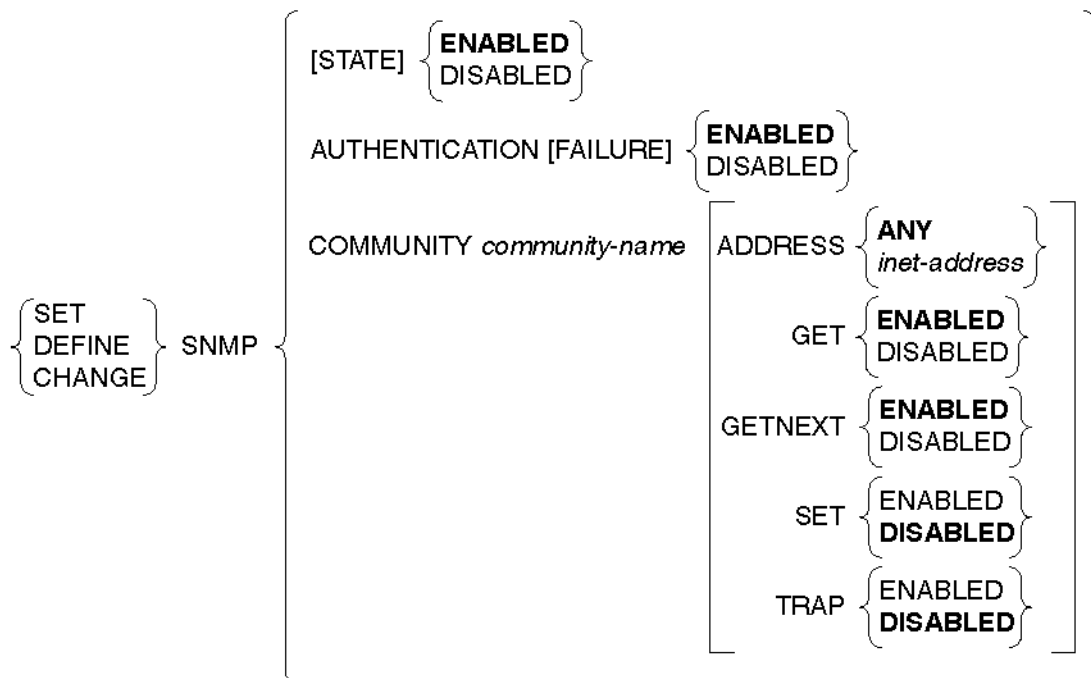 [STATE] ENABLED
DISABLED
AUTHENTICATION [FAILURE] ENABLED
DISABLED
COMMUNITY community-name ADDRESS ANY
inet-address
SET
DEFINE
CHANGE
SNMP
GET ENABLED
DISABLED
GETNEXT ENABLED
DISABLED
SET ENABLED
DISABLED
TRAP ENABLED
DISABLED